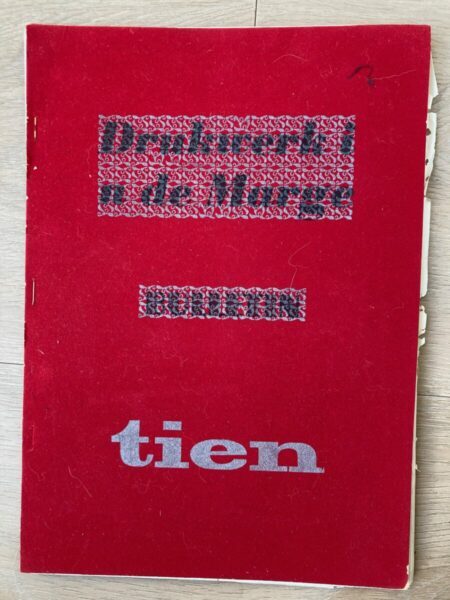 Drukwerk i
n de Marge
BULLETIN
tien